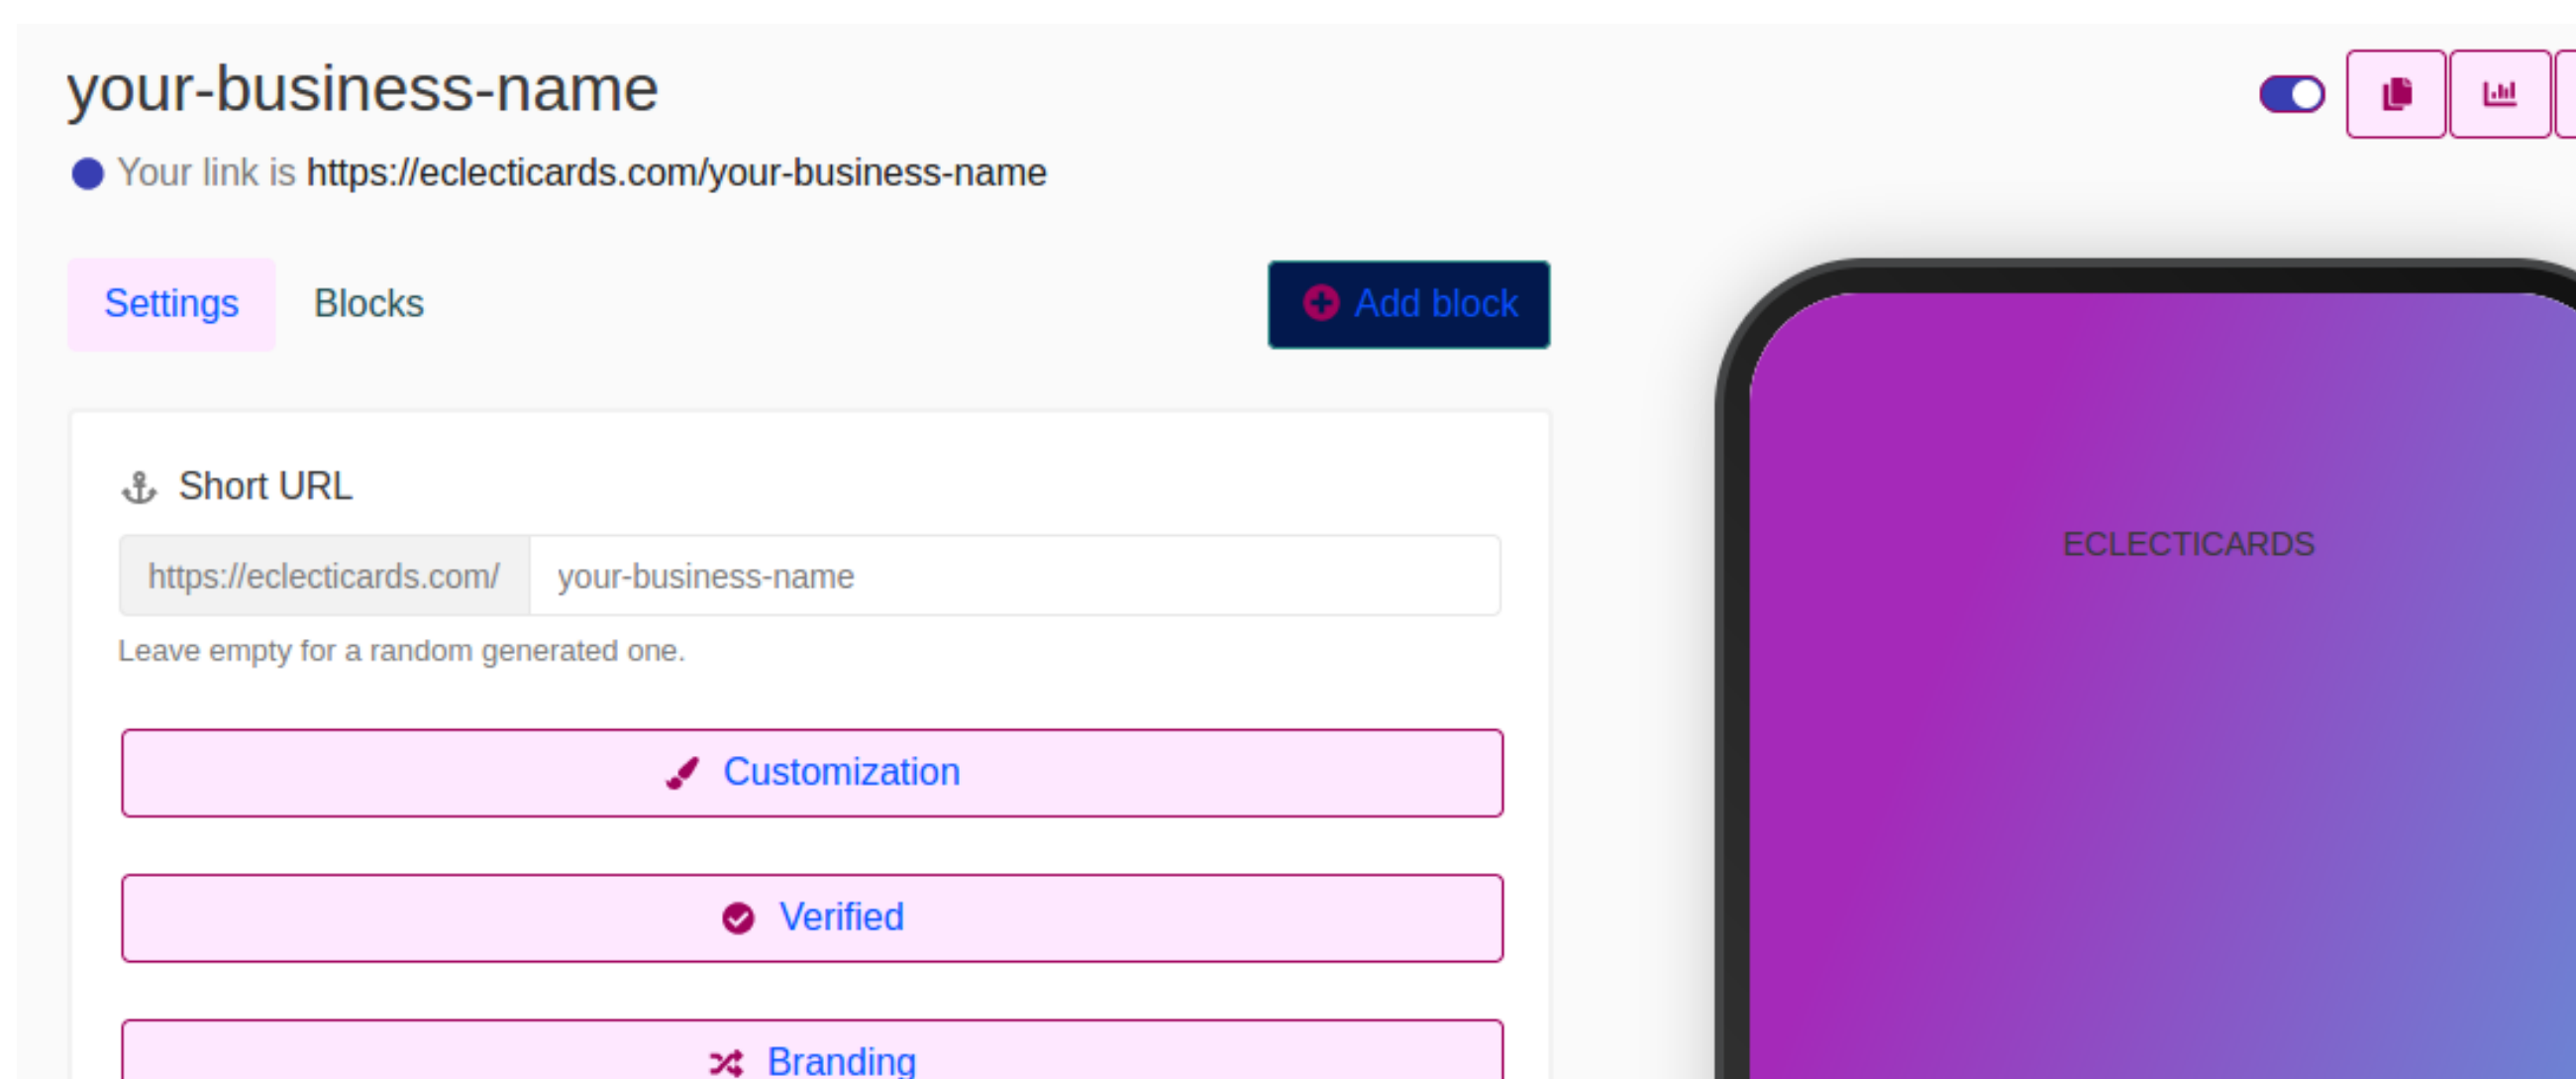 your-business-name
Your link is https://eclecticards.com/your-business-name
Settings
Blocks
Add block
Short URL
https://eclecticards.com/
your-business-name
Leave empty for a random generated one.
Customization
Verified
Branding
ECLECTICARDS